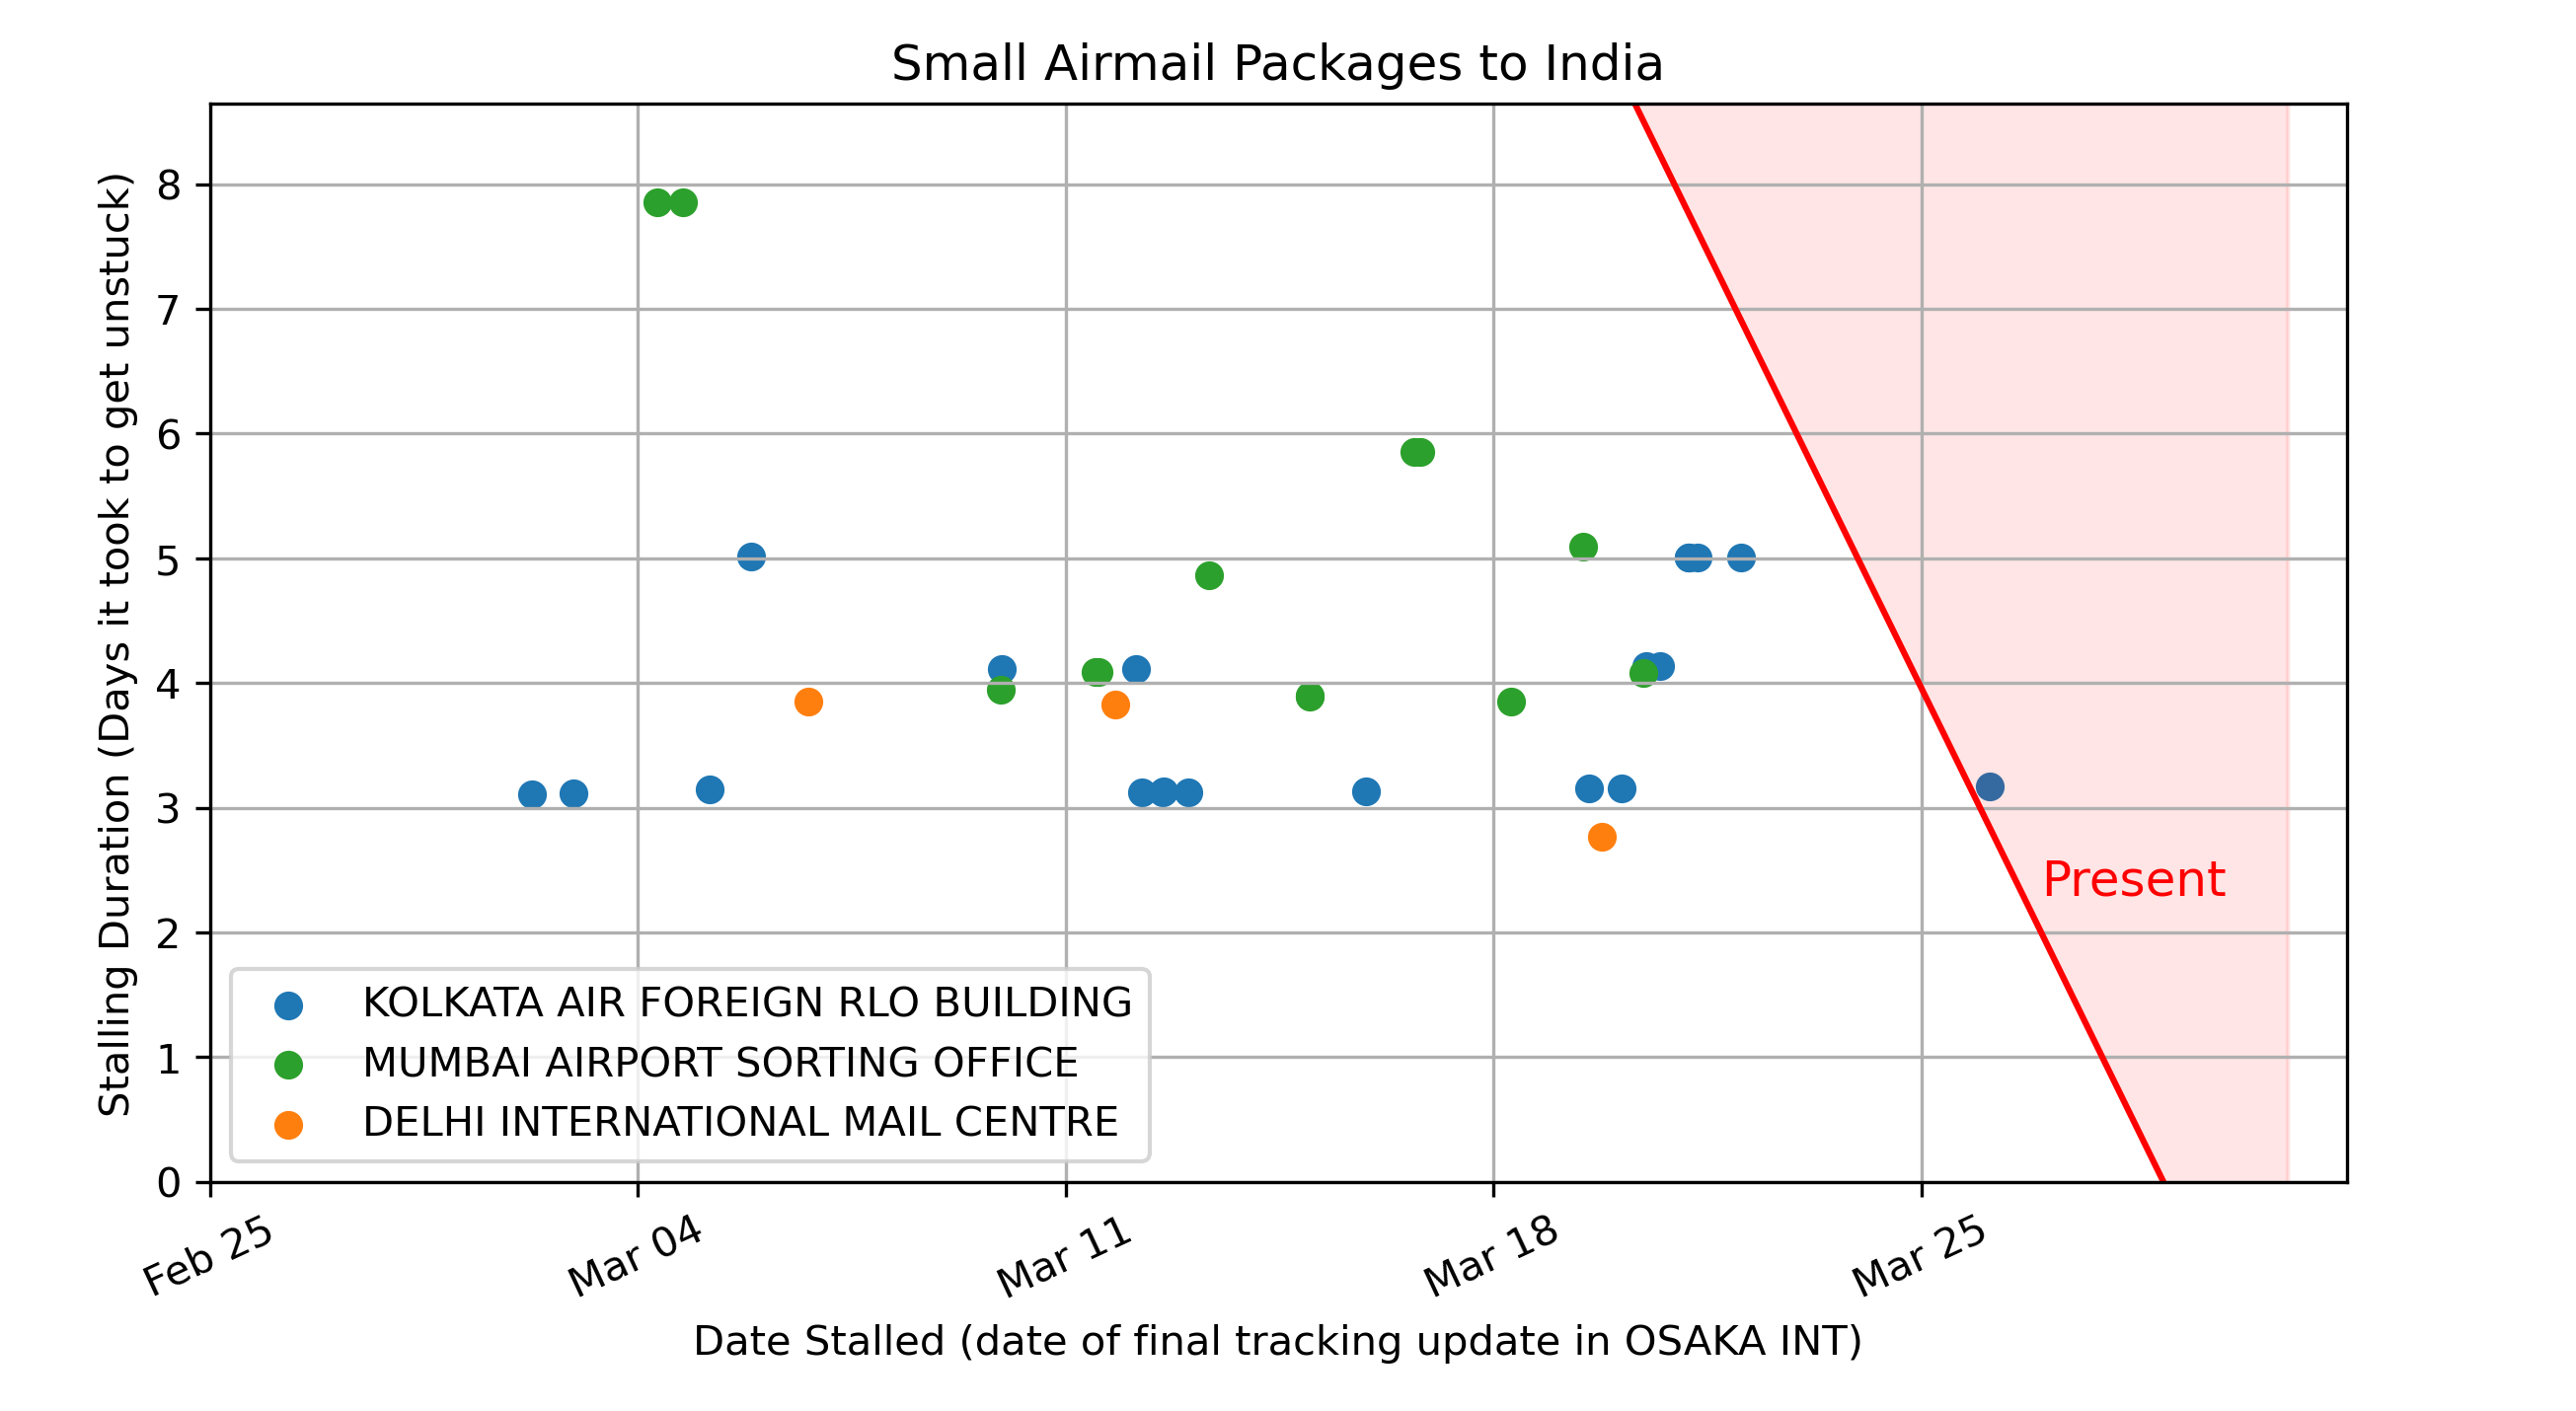 Small Airmail Packages to India
Stalling Duration (Days it took to get unstuck)
8
7
6
5
4
3
2
1
0
Present
KOLKATA AIR FOREIGN RLO BUILDING
MUMBAI AIRPORT SORTING OFFICE
DELHI INTERNATIONAL MAIL CENTRE
Feb 25
Mar 04
Mar 11
Mar 18
Mar 25
Date Stalled (date of final tracking update in OSAKA INT)